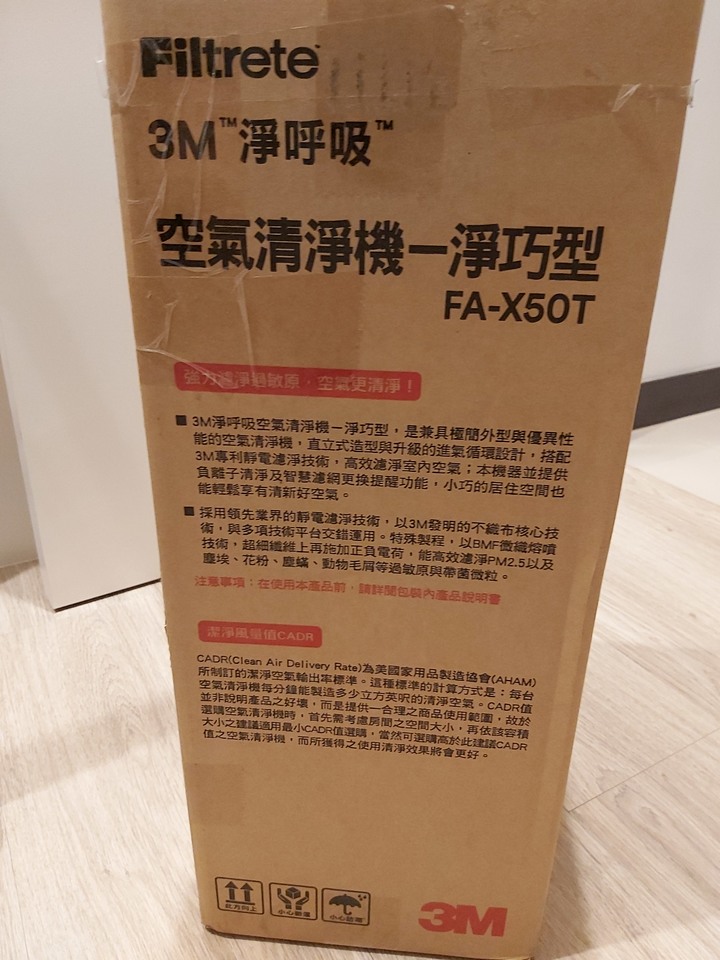 Filtrete™
3M™淨呼吸™
空氣清淨機－淨巧型
FA-X50T
強力濾淨過敏原，空氣更清淨！
■ 3M淨呼吸空氣清淨機－淨巧型，是兼具極簡外型與優異性
能的空氣清淨機，直立式造型與升級的進氣循環設計，搭配
3M專利靜電濾淨技術，高效濾淨室內空氣；本機器並提供
負離子清淨及智慧濾網更換提醒功能，小巧的居住空間也
能輕鬆享有清新好空氣。
■ 採用領先業界的靜電濾淨技術，以3M發明的不織布核心技
術，與多項技術平台交錯運用。特殊製程，以BMF微纖熔噴
技術，超細纖維上再施加正負電荷，能高效濾淨PM2.5以及
塵埃、花粉、塵蟎、動物毛屑等過敏原與帶菌微粒。
注意事項：在使用本產品前，請詳閱包裝內產品說明書
潔淨風量值CADR
CADR(Clean Air Delivery Rate)為美國家用品製造協會(AHAM)
所制訂的潔淨空氣輸出率標準。這種標準的計算方式是：每台
空氣清淨機每分鐘能製造多少立方英呎的清淨空氣。CADR值
並非說明產品之好壞，而是提供一合理之商品使用範圍，故於
選購空氣清淨機時，首先需考慮房間之空間大小，再依該容積
大小之建議適用最小CADR值選購，當然可選購高於此建議CADR
值之空氣清淨機，而所獲得之使用清淨效果將會更好。
此方向上
小心輕放
小心防潮
3M